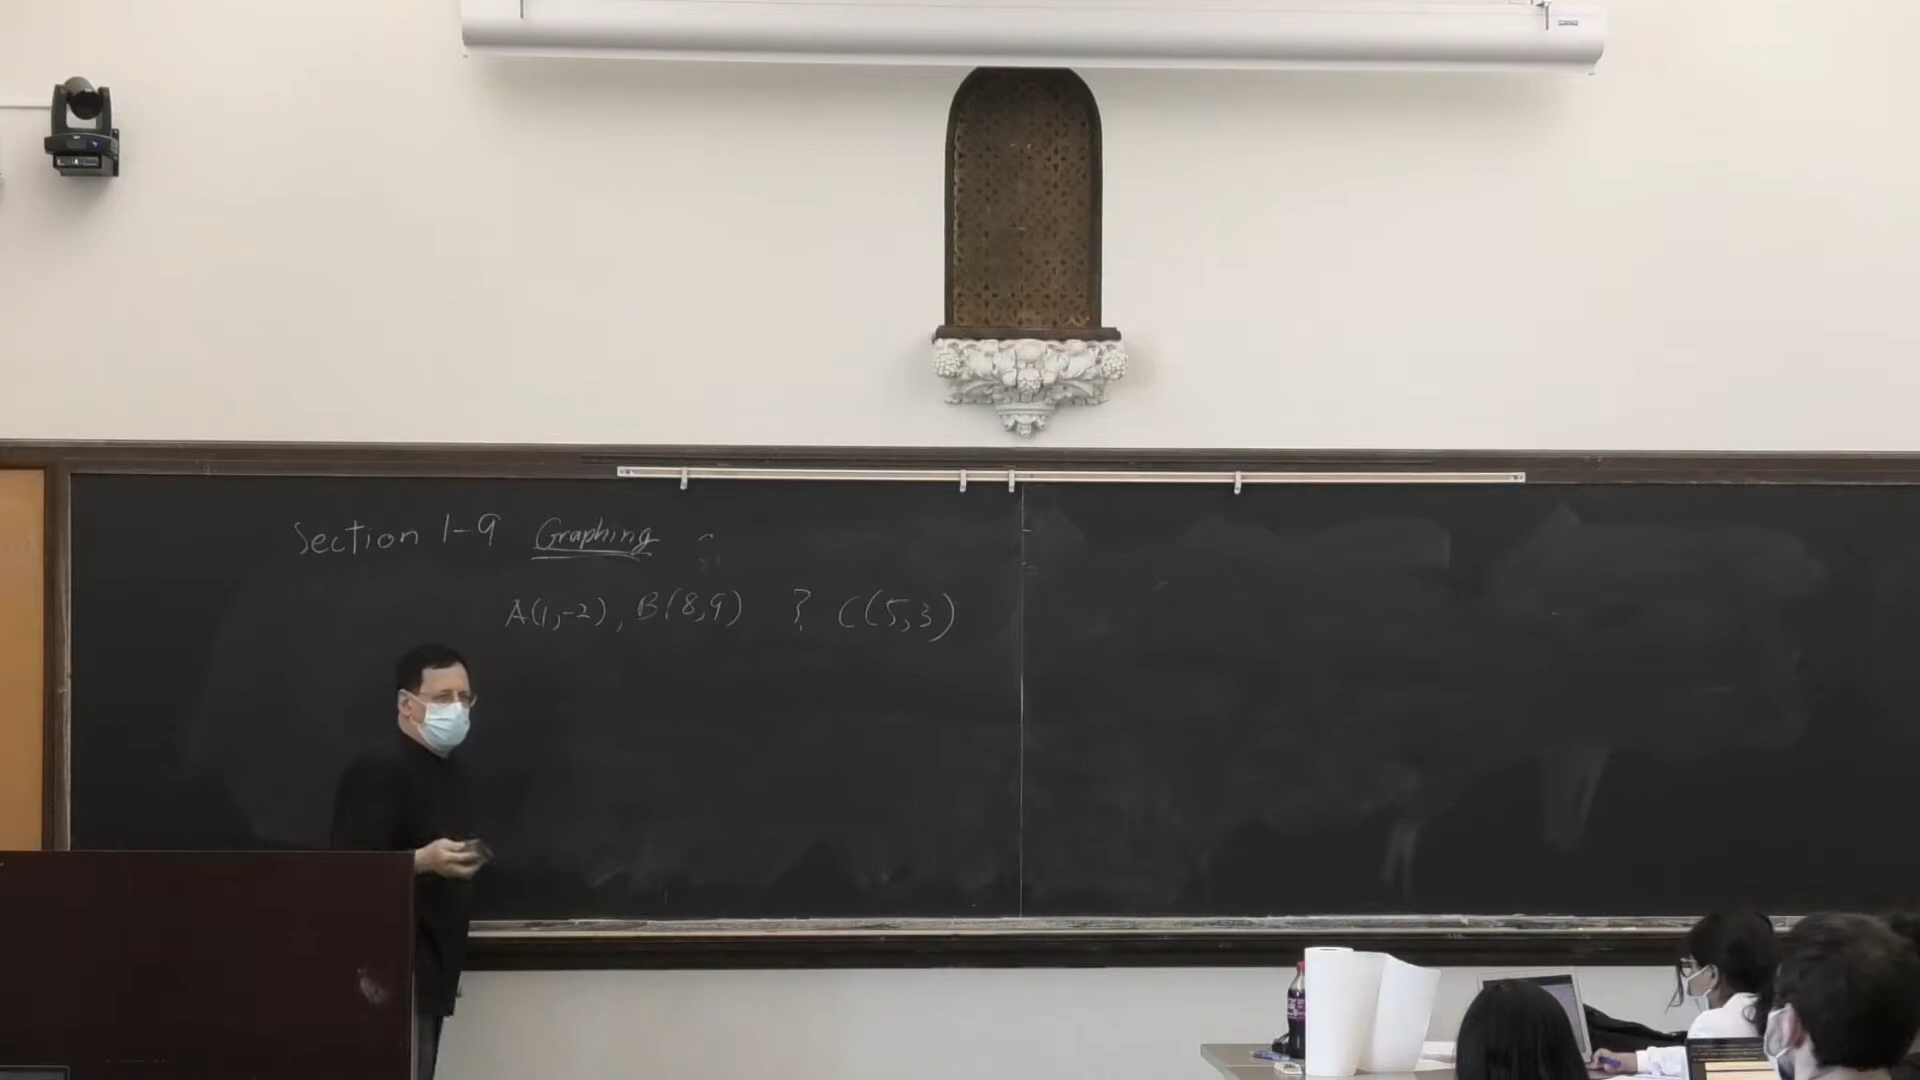 Section 1-9 Graphing
A(1,-2), B(8,9) ? C(5,3)